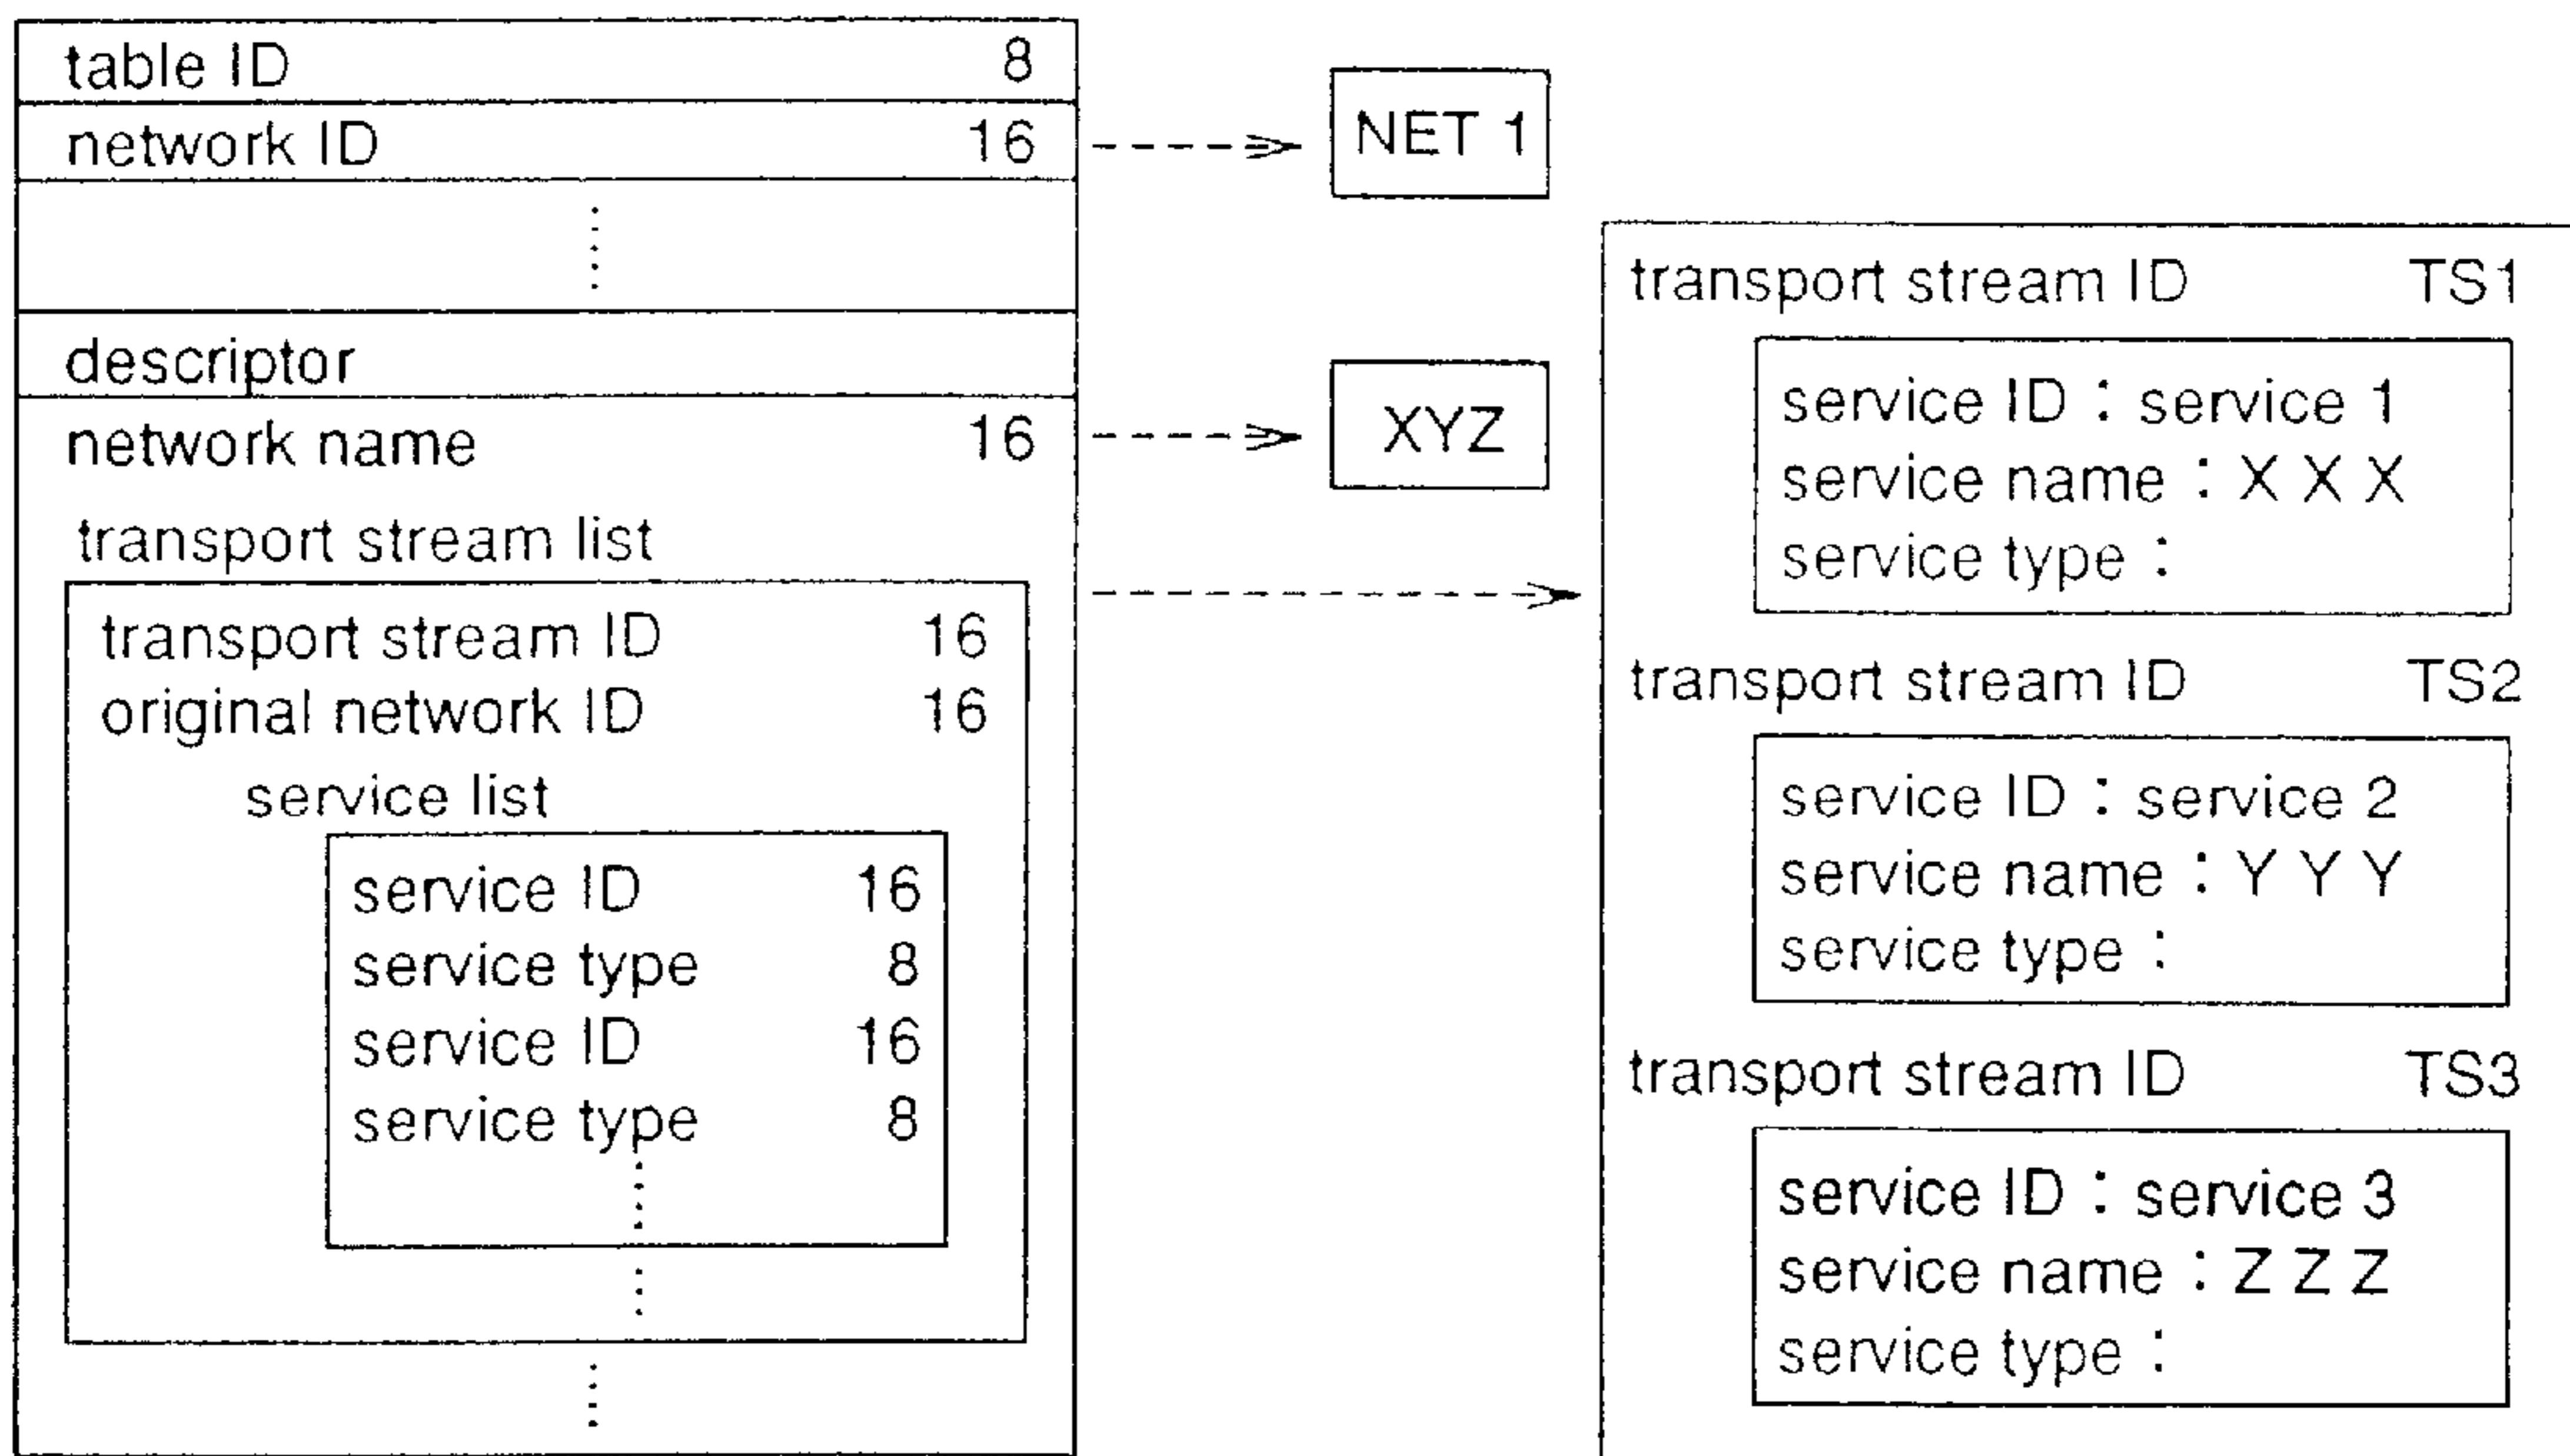 table ID 8
network ID 16
NET 1
descriptor
network name 16
XYZ
transport stream list
transport stream ID 16
original network ID 16
service list
service ID 16
service type 8
service ID 16
service type 8
transport stream ID TS1
service ID : service 1
service name : X X X
service type :
transport stream ID TS2
service ID : service 2
service name : Y Y Y
service type :
transport stream ID TS3
service ID : service 3
service name : Z Z Z
service type :